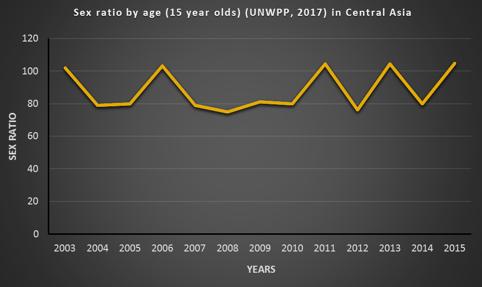 Sex ratio by age (15 year olds) (UNWPP, 2017) in Central Asia
120
100
80
60
40
20
0
SEX RATIO
2003 2004 2005 2006 2007 2008 2009 2010 2011 2012 2013 2014 2015
YEARS